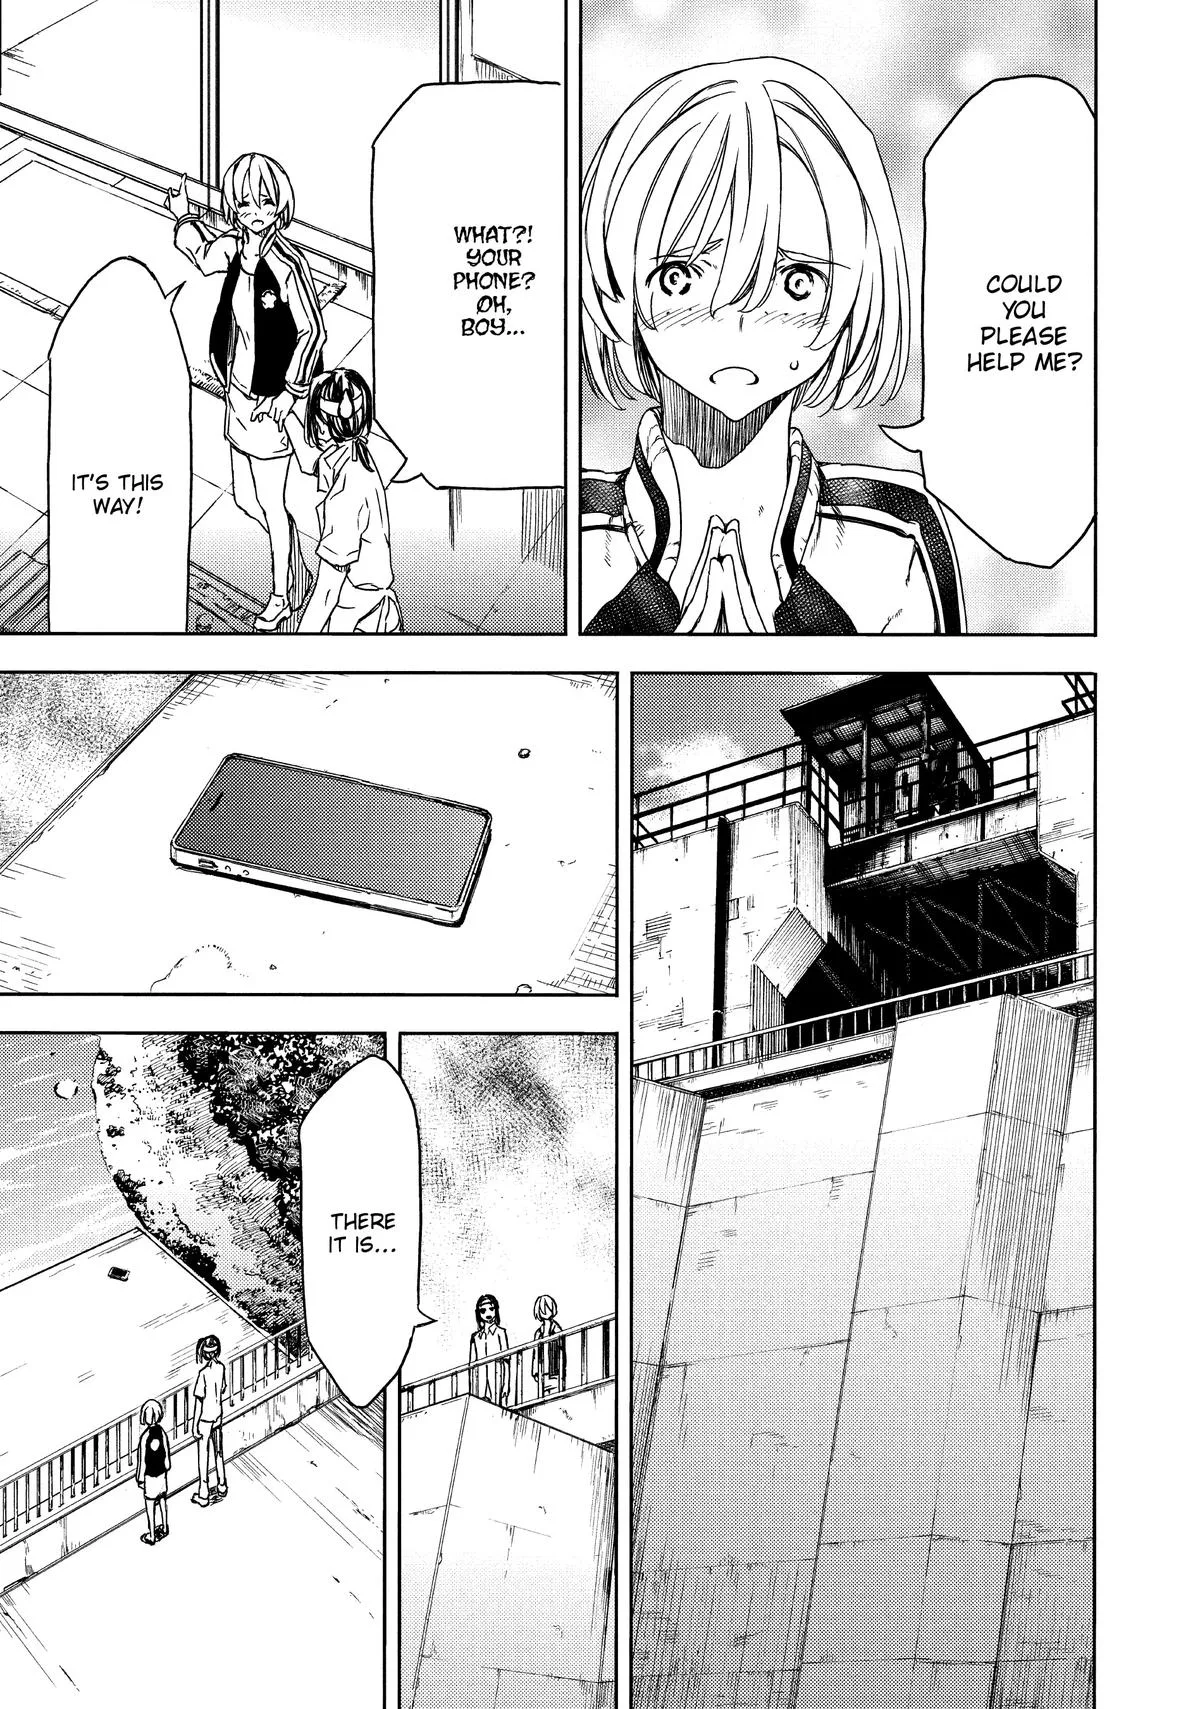 COULD
YOU
PLEASE
HELP ME?
WHAT?!
YOUR
PHONE?
OH,
BOY...
IT'S THIS
WAY!
THERE
IT IS...